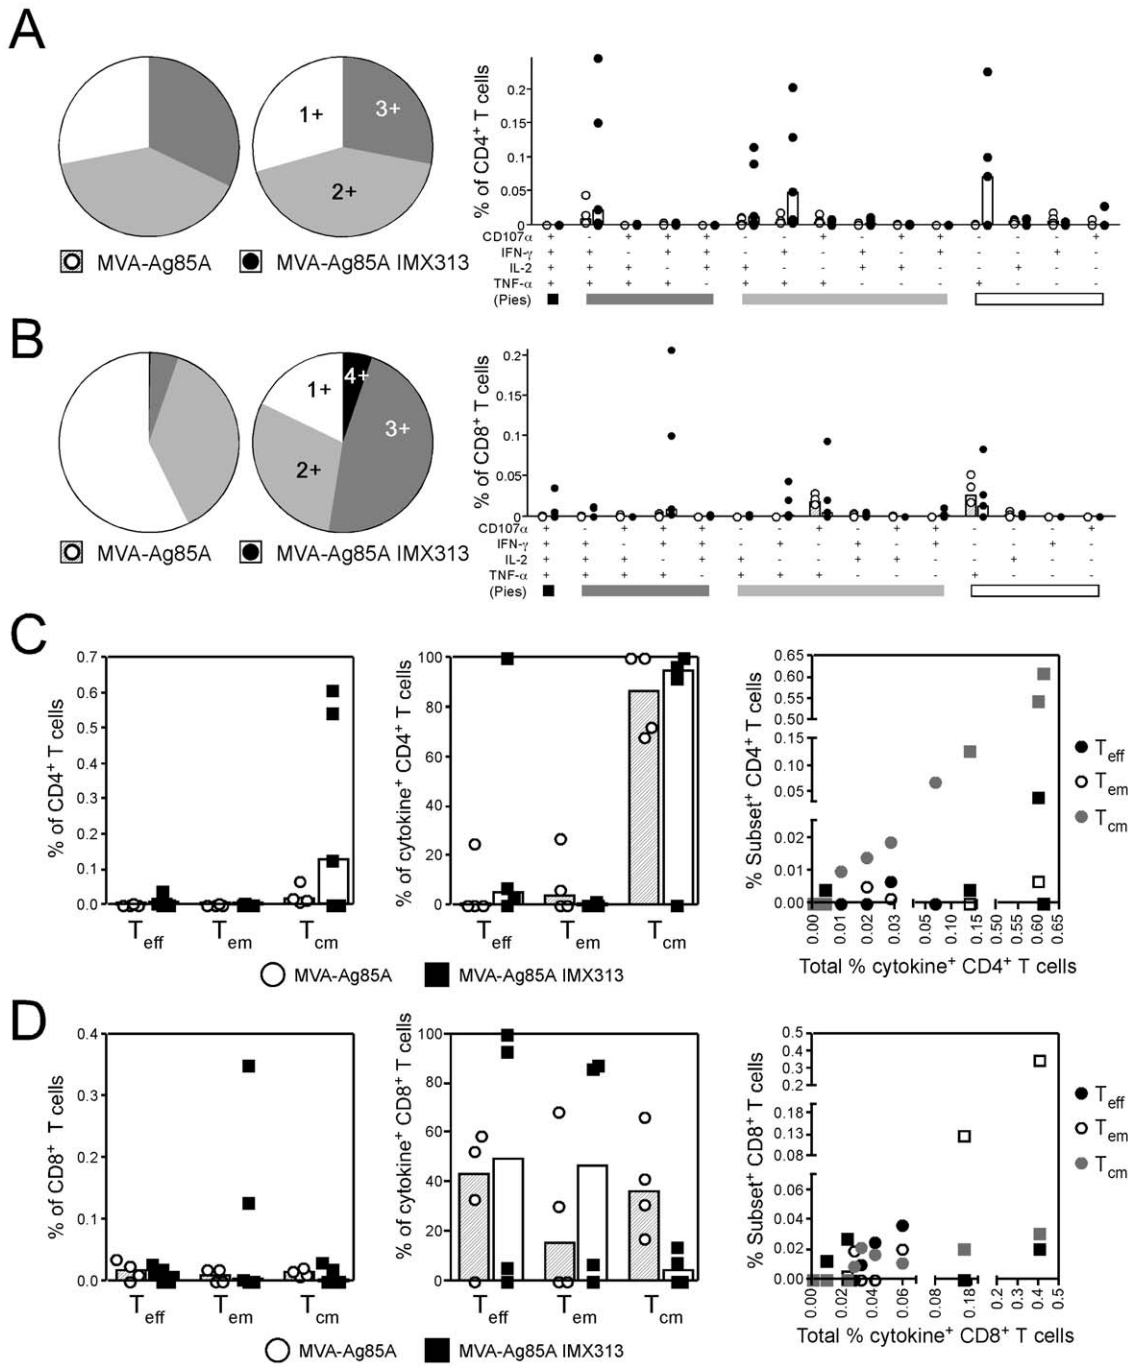 A
1+
3+
2+
MVA-Ag85A
MVA-Ag85A IMX313
% of CD4+ T cells
0.2
0.15
0.1
0.05
0
CD107α + - + + + - - + - + + - - - +
IFN-γ + + - + + - + - + - + - - + -
IL-2 + + + - + + - - + + - - + - -
TNF-α + + + + - + + + - - - + - - -
(Pies)
B
1+
4+
3+
2+
MVA-Ag85A
MVA-Ag85A IMX313
% of CD8+ T cells
0.2
0.15
0.1
0.05
0
CD107α + - + + + - - + - + + - - - +
IFN-γ + + - + + - + - + - + - - + -
IL-2 + + + - + + - - + + - - + - -
TNF-α + + + + - + + + - - - + - - -
(Pies)
C
% of CD4+ T cells
0.7
0.6
0.5
0.4
0.3
0.2
0.1
0.0
Teff Tem Tcm
% of cytokine+ CD4+ T cells
100
80
60
40
20
0
Teff Tem Tcm
MVA-Ag85A
MVA-Ag85A IMX313
% Subset+ CD4+ T cells
0.65
0.60
0.55
0.50
0.15
0.10
0.05
0.02
0.01
0.00
0.00 0.01 0.02 0.03 0.05 0.10 0.15 0.50 0.55 0.60 0.65
Total % cytokine+ CD4+ T cells
Teff
Tem
Tcm
D
% of CD8+ T cells
0.4
0.3
0.2
0.1
0.0
Teff Tem Tcm
% of cytokine+ CD8+ T cells
100
80
60
40
20
0
Teff Tem Tcm
MVA-Ag85A
MVA-Ag85A IMX313
% Subset+ CD8+ T cells
0.5
0.4
0.3
0.2
0.18
0.13
0.08
0.06
0.04
0.02
0.00
0.00 0.02 0.04 0.06 0.08 0.18 0.2 0.3 0.4 0.5
Total % cytokine+ CD8+ T cells
Teff
Tem
Tcm